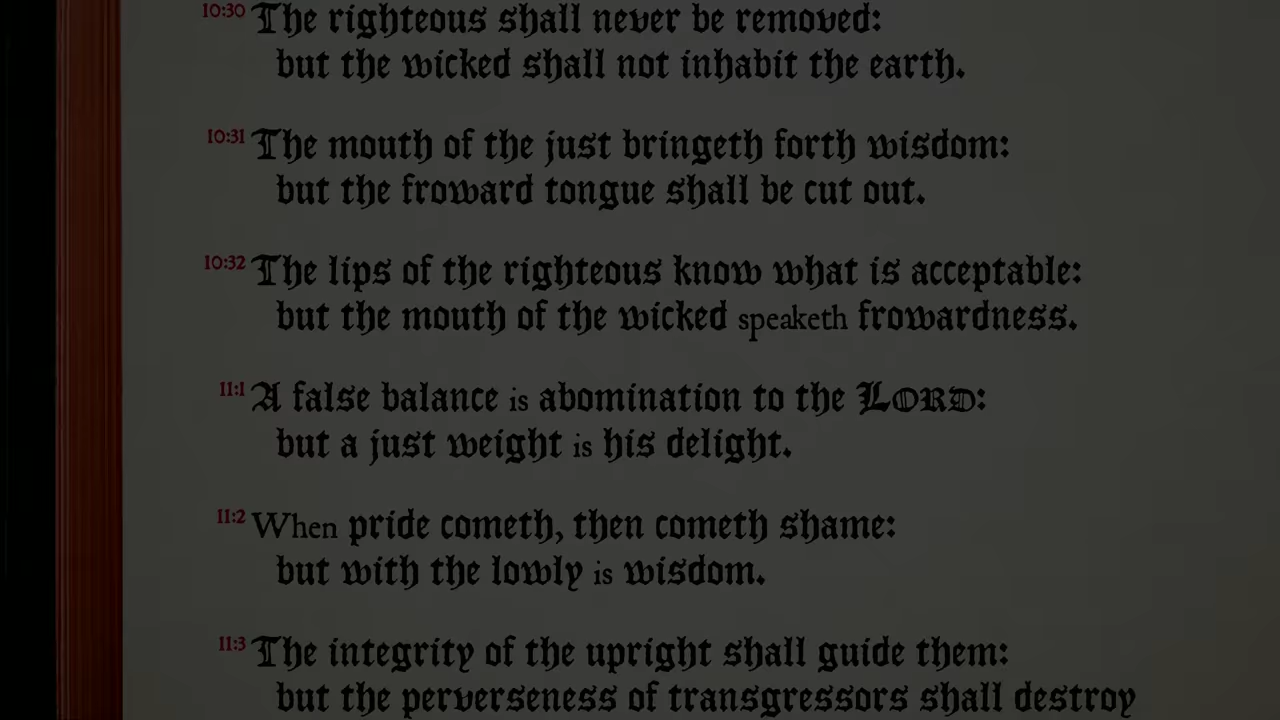 10:30 The righteous shall never be removed:
but the wicked shall not inhabit the earth.
10:31 The mouth of the just bringeth forth wisdom:
but the froward tongue shall be cut out.
10:32 The lips of the righteous know what is acceptable:
but the mouth of the wicked speaketh frowardness.
11:1 A false balance is abomination to the LORD:
but a just weight is his delight.
11:2 When pride cometh, then cometh shame:
but with the lowly is wisdom.
11:3 The integrity of the upright shall guide them:
but the perverseness of transgressors shall destroy